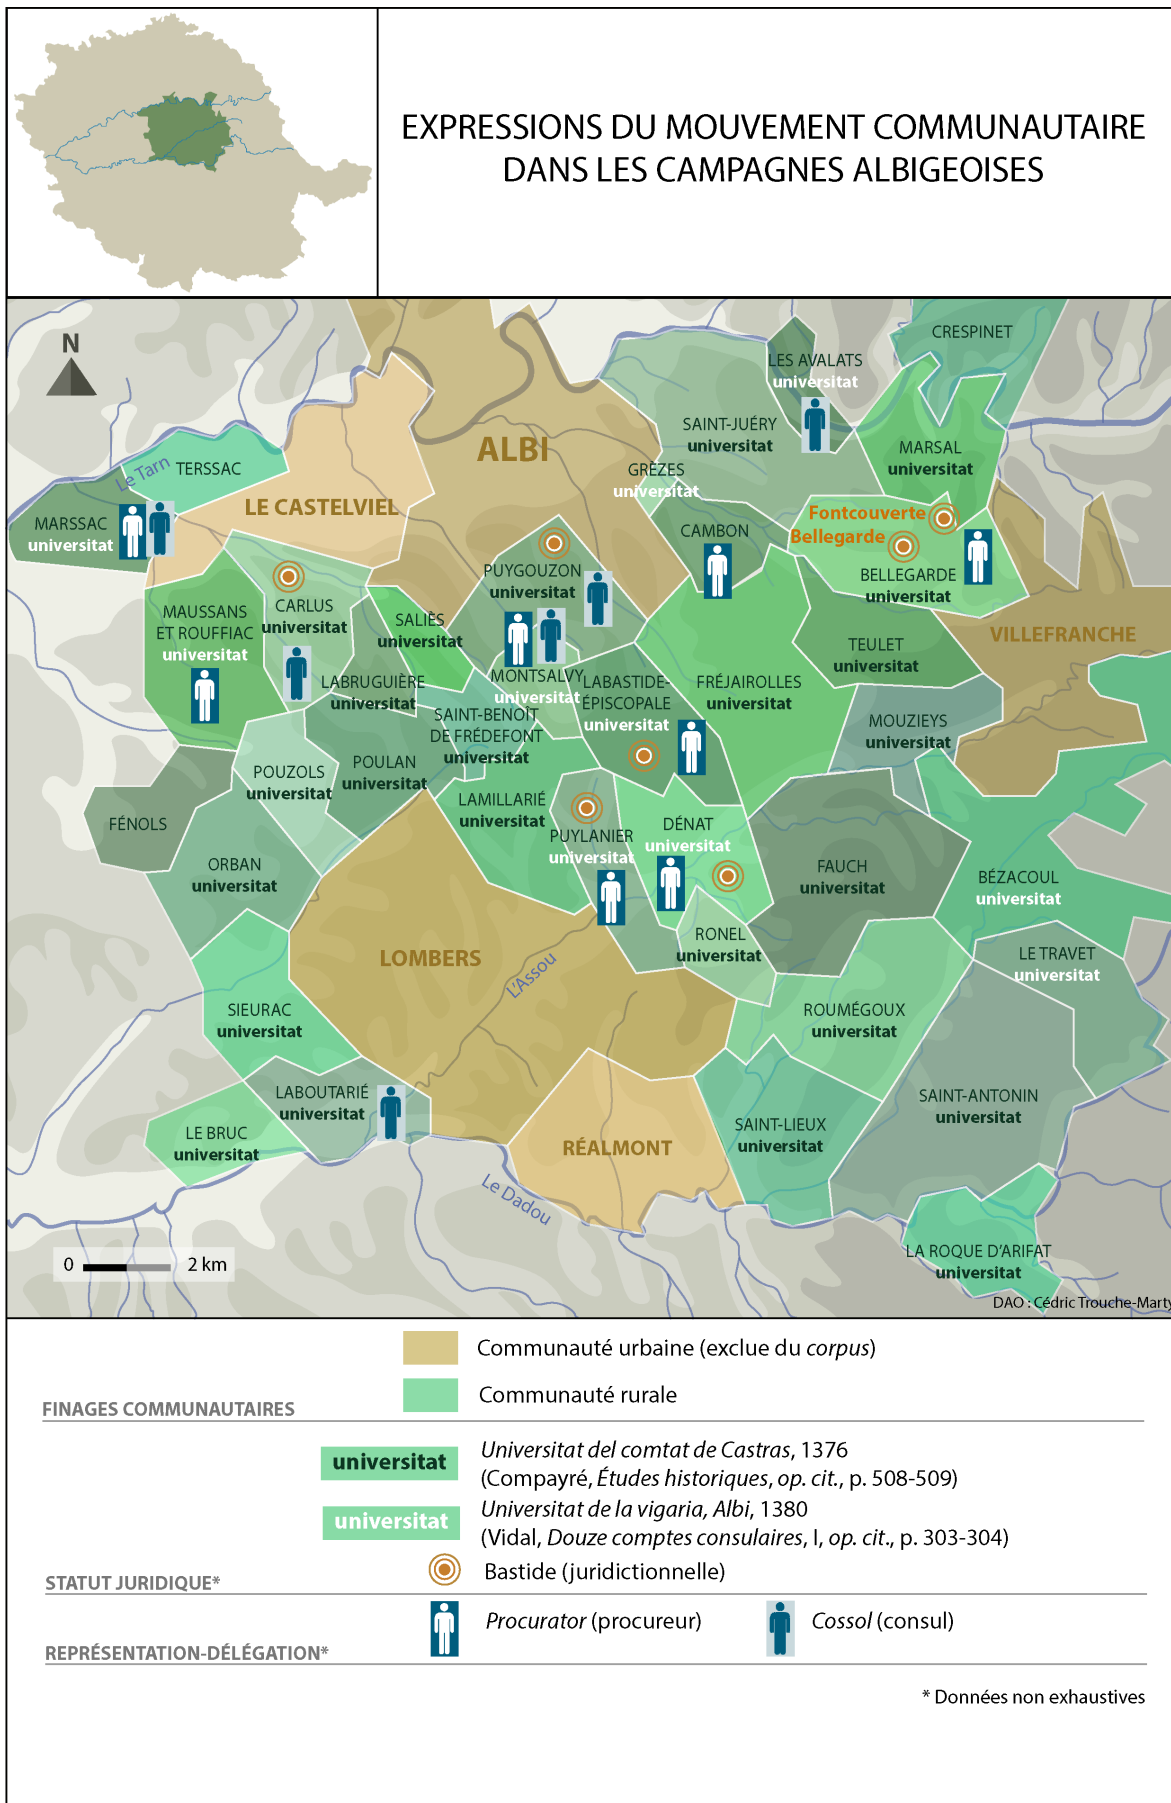 EXPRESSIONS DU MOUVEMENT COMMUNAUTAIRE
DANS LES CAMPAGNES ALBIGEOISES
N
CRESPINET
LES AVALATS
universitat
SAINT-JUÉRY
universitat
MARSAL
universitat
ALBI
Le Tarn
TERSSAC
GRÈZES
universitat
LE CASTELVIEL
MARSSAC
universitat
CAMBON
Fontcouverte
Bellegarde
BELLEGARDE
universitat
PUYGOUZON
universitat
MAUSSANS
ET ROUFFIAC
universitat
CARLUS
universitat
SALIÈS
universitat
TEULET
universitat
VILLEFRANCHE
LABRUGUIÈRE
universitat
MONTSALVY
universitat
LABASTIDE-
ÉPISCOPALE
universitat
FRÉJAIROLLES
universitat
SAINT-BENOÎT
DE FRÉDEFONT
universitat
MOUZIEYS
universitat
POUZOLS
universitat
POULAN
universitat
LAMILLARIÉ
universitat
FÉNOLS
PUYLANIER
universitat
DÉNAT
universitat
ORBAN
universitat
FAUCH
universitat
BÉZACOUL
universitat
RONEL
universitat
LE TRAVET
universitat
LOMBERS
L'Assou
SIEURAC
universitat
ROUMÉGOUX
universitat
LABOUTARIÉ
universitat
SAINT-ANTONIN
universitat
LE BRUC
universitat
SAINT-LIEUX
universitat
RÉALMONT
Le Dadou
LA ROQUE D'ARIFAT
universitat
0 2 km
DAO : Cédric Trouche-Marty
Communauté urbaine (exclue du corpus)
Communauté rurale
FINAGES COMMUNAUTAIRES
universitat Universitat del comtat de Castras, 1376
(Compayré, Études historiques, op. cit., p. 508-509)
universitat Universitat de la vigaria, Albi, 1380
(Vidal, Douze comptes consulaires, I, op. cit., p. 303-304)
Bastide (juridictionnelle)
STATUT JURIDIQUE*
Procurator (procureur) Cossol (consul)
REPRÉSENTATION-DÉLÉGATION*
* Données non exhaustives